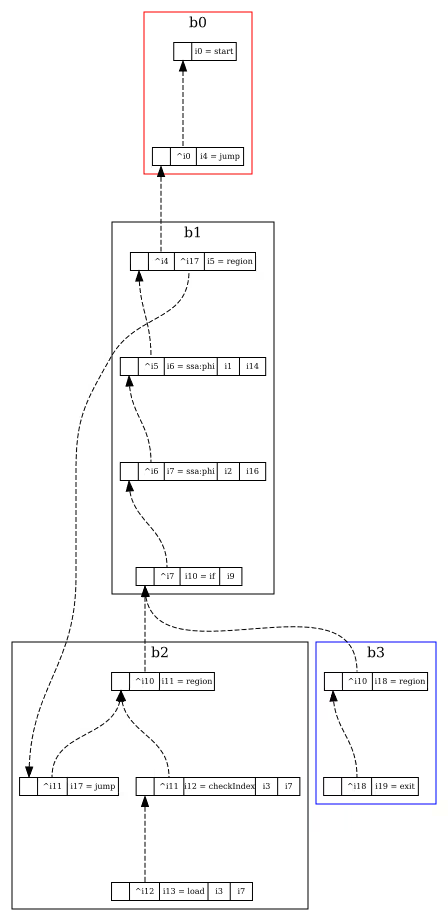 b0
i0 = start
^i0 i4 = jump
b1
^i4 ^i17 i5 = region
^i5 i6 = ssa:phi i1 i14
^i6 i7 = ssa:phi i2 i16
^i7 i10 = if i9
b2
^i10 i11 = region
^i11 i17 = jump
^i11 i12 = checkIndex i3 i7
^i12 i13 = load i3 i7
b3
^i10 i18 = region
^i18 i19 = exit